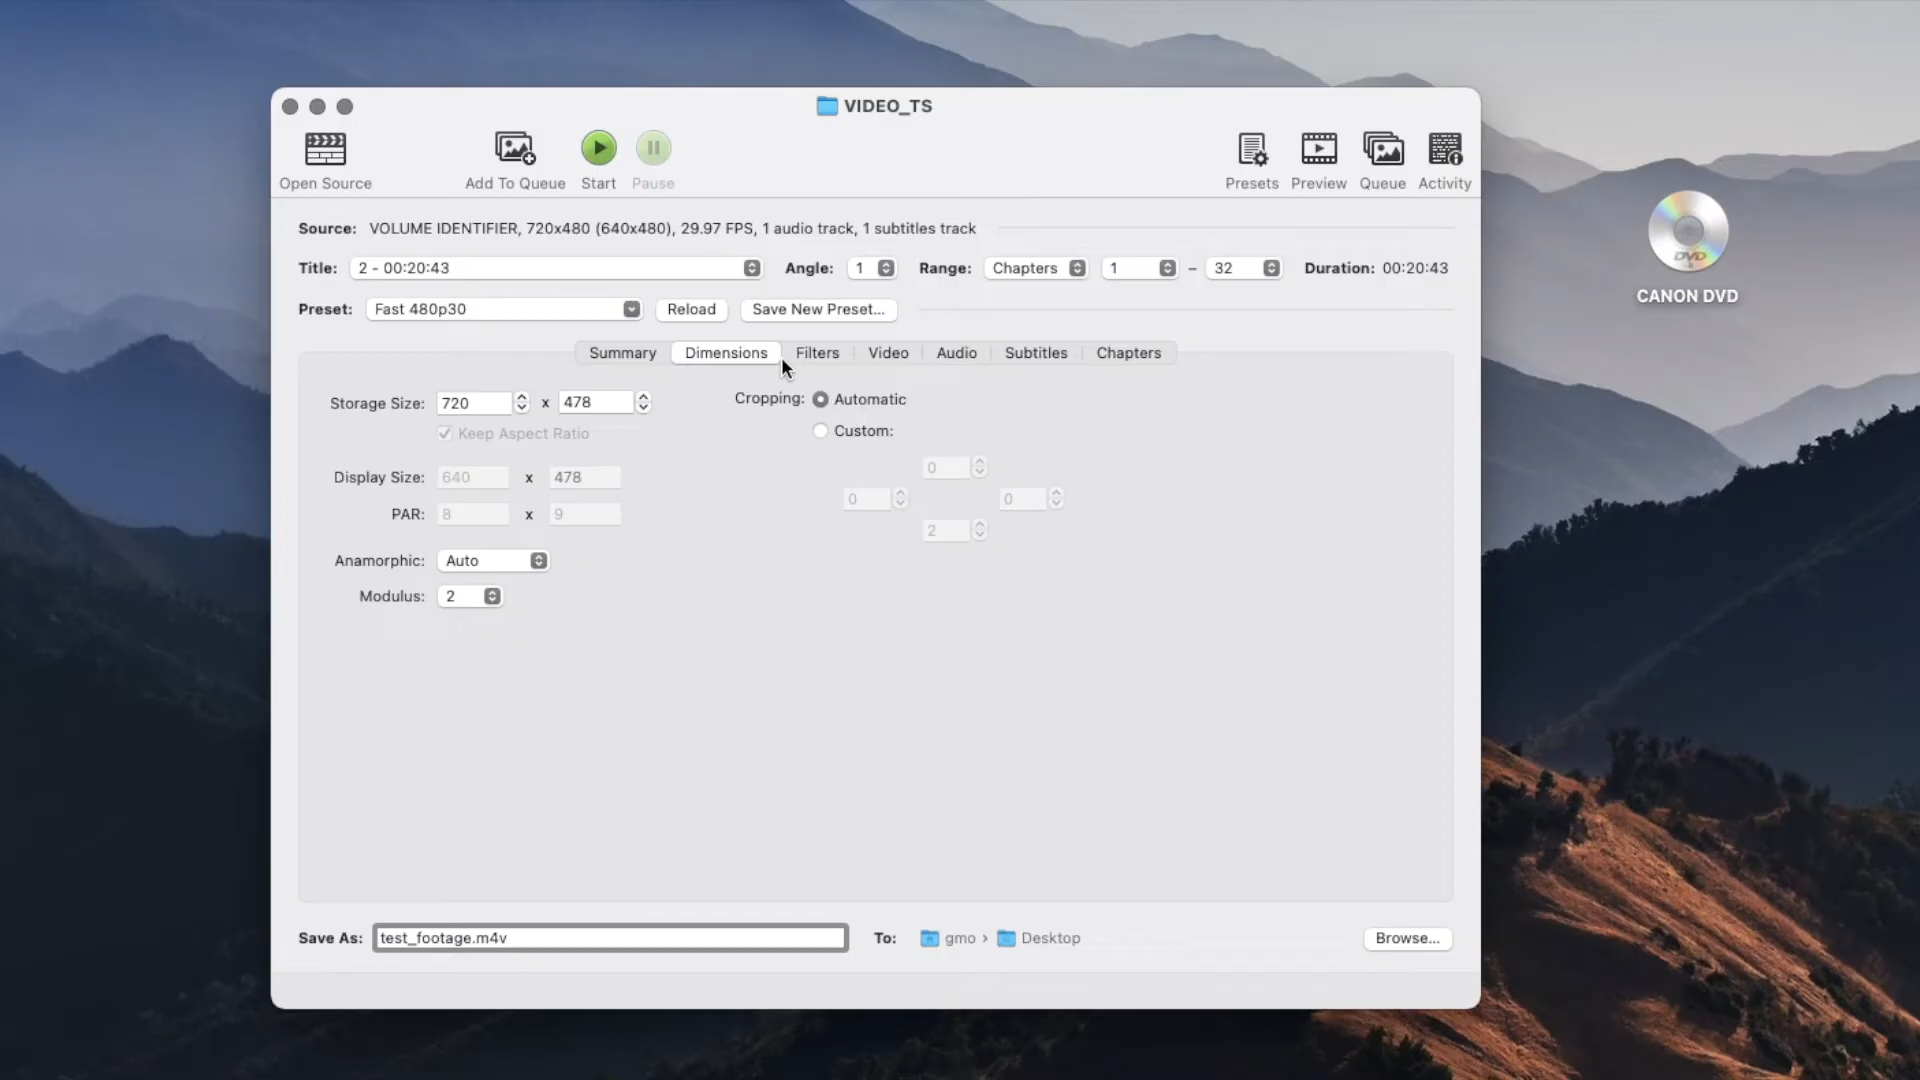 VIDEO_TS
Open Source
Add To Queue
Start
Pause
Presets
Preview
Queue
Activity
Source: VOLUME IDENTIFIER, 720x480 (640x480), 29.97 FPS, 1 audio track, 1 subtitles track
Title: 2 - 00:20:43 Angle: 1 Range: Chapters 1 – 32 Duration: 00:20:43
Preset: Fast 480p30 Reload Save New Preset...
Summary Dimensions Filters Video Audio Subtitles Chapters
Storage Size: 720 x 478
Keep Aspect Ratio
Display Size: 640 x 478
PAR: 8 x 9
Anamorphic: Auto
Modulus: 2
Cropping: Automatic
Custom:
0
0 0
2
Save As: test_footage.m4v To: gmo › Desktop Browse...
DVD
CANON DVD